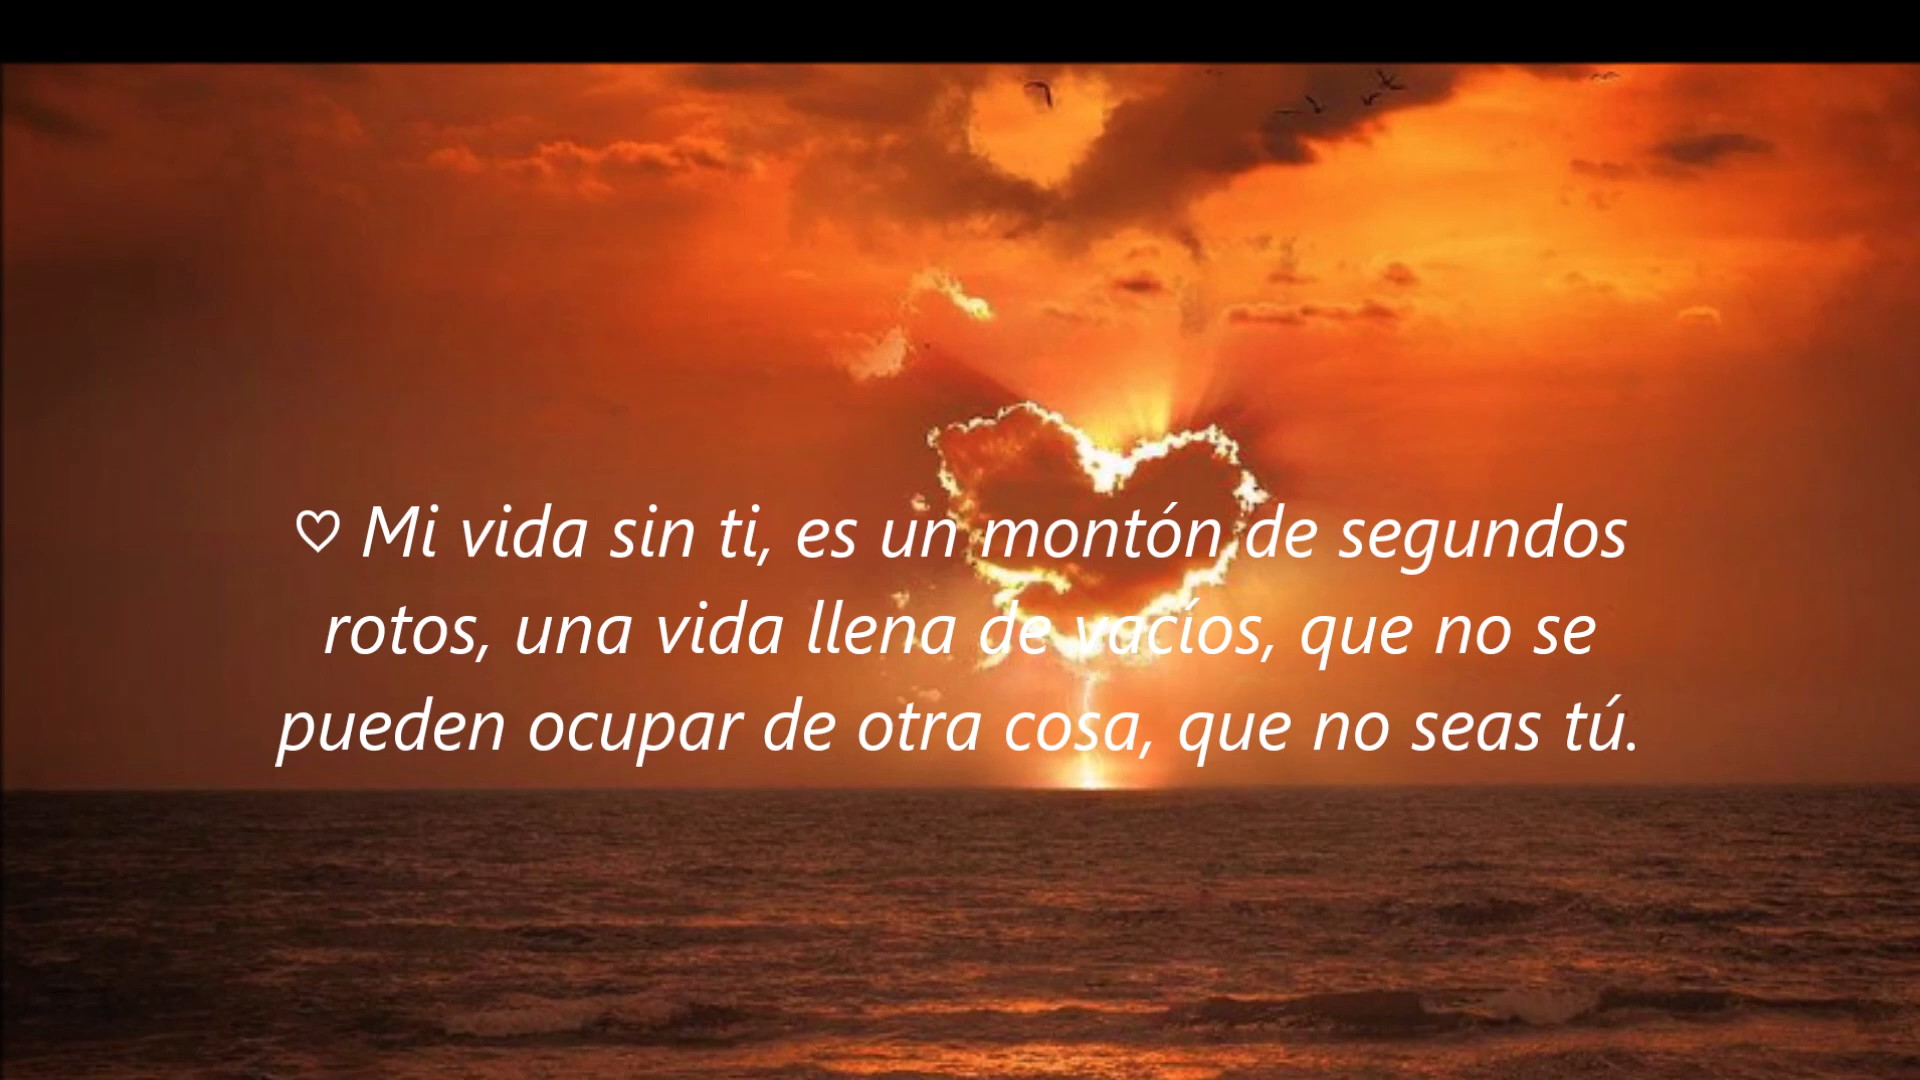 ♡ Mi vida sin ti, es un montón de segundos
rotos, una vida llena de vacíos, que no se
pueden ocupar de otra cosa, que no seas tú.